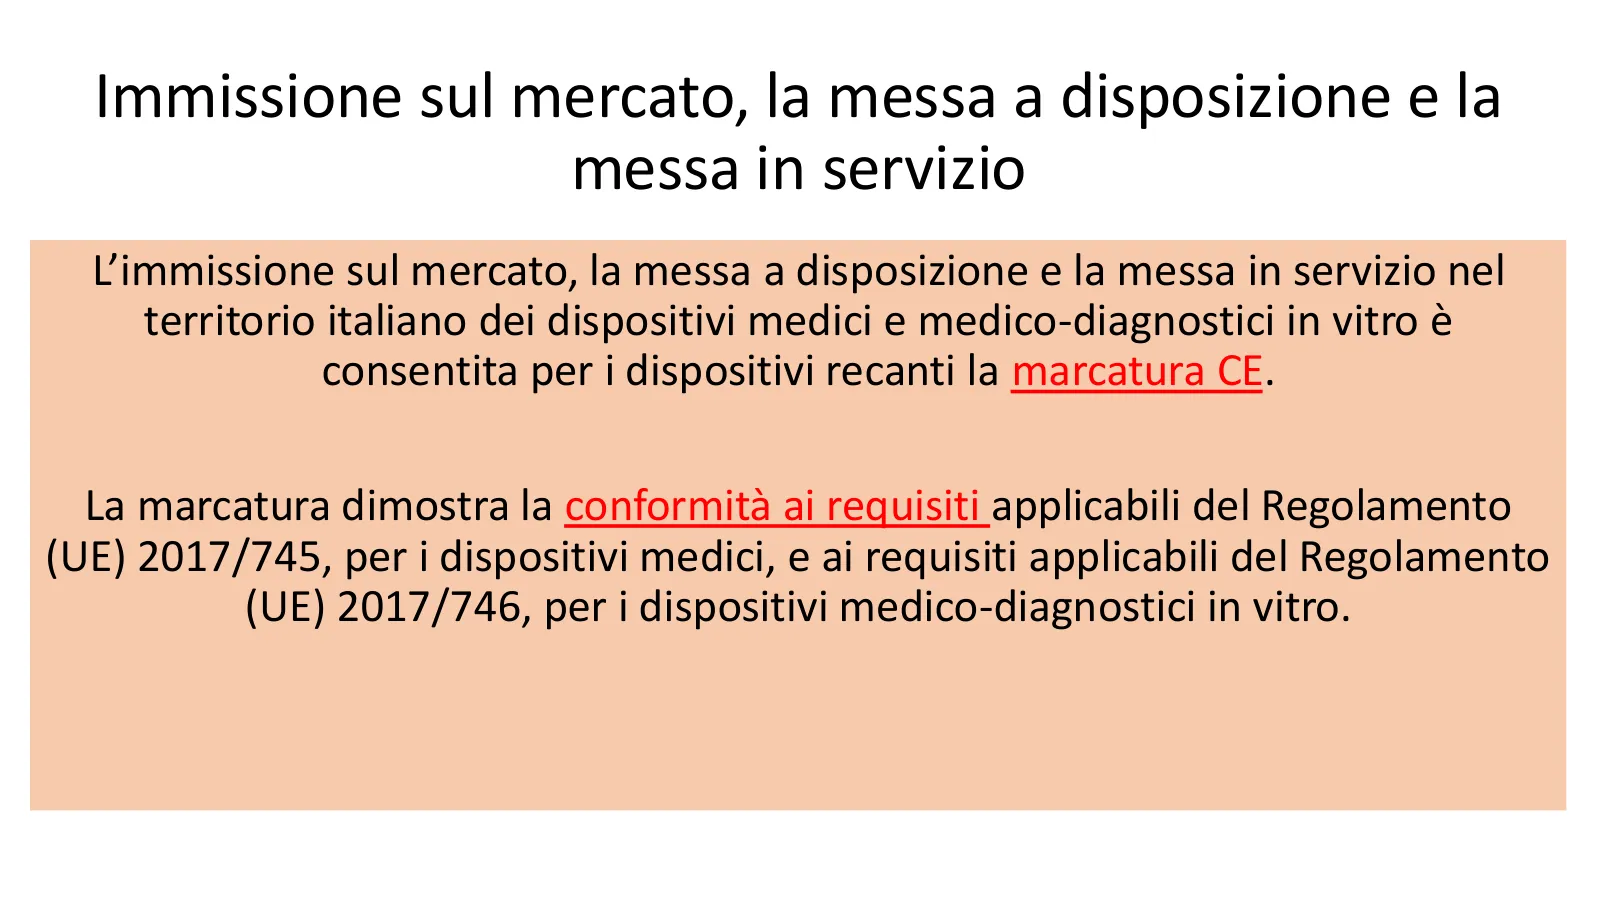 Immissione sul mercato, la messa a disposizione e la
messa in servizio
L’immissione sul mercato, la messa a disposizione e la messa in servizio nel
territorio italiano dei dispositivi medici e medico-diagnostici in vitro è
consentita per i dispositivi recanti la marcatura CE.
La marcatura dimostra la conformità ai requisiti applicabili del Regolamento
(UE) 2017/745, per i dispositivi medici, e ai requisiti applicabili del Regolamento
(UE) 2017/746, per i dispositivi medico-diagnostici in vitro.